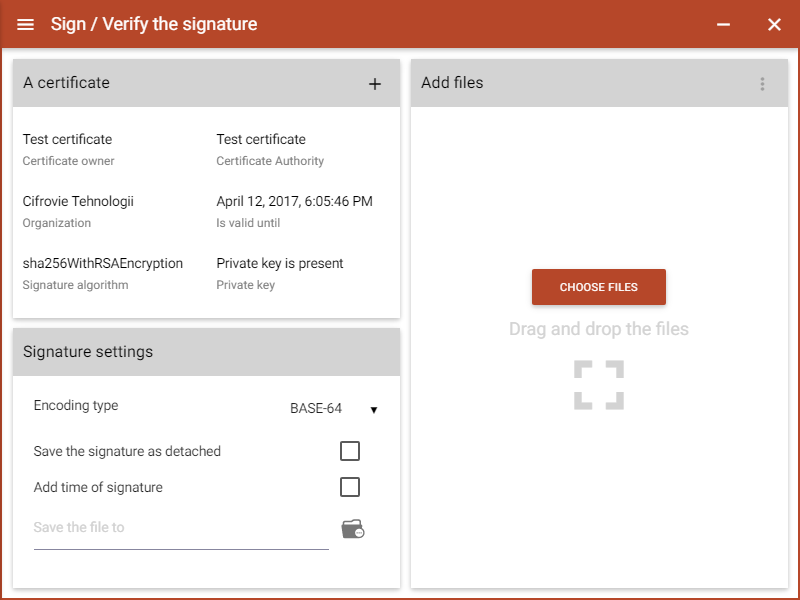 Sign / Verify the signature
A certificate
Test certificate
Certificate owner
Test certificate
Certificate Authority
Cifrovie Tehnologii
Organization
April 12, 2017, 6:05:46 PM
Is valid until
sha256WithRSAEncryption
Signature algorithm
Private key is present
Private key
Signature settings
Encoding type
BASE-64
Save the signature as detached
Add time of signature
Save the file to
Add files
CHOOSE FILES
Drag and drop the files